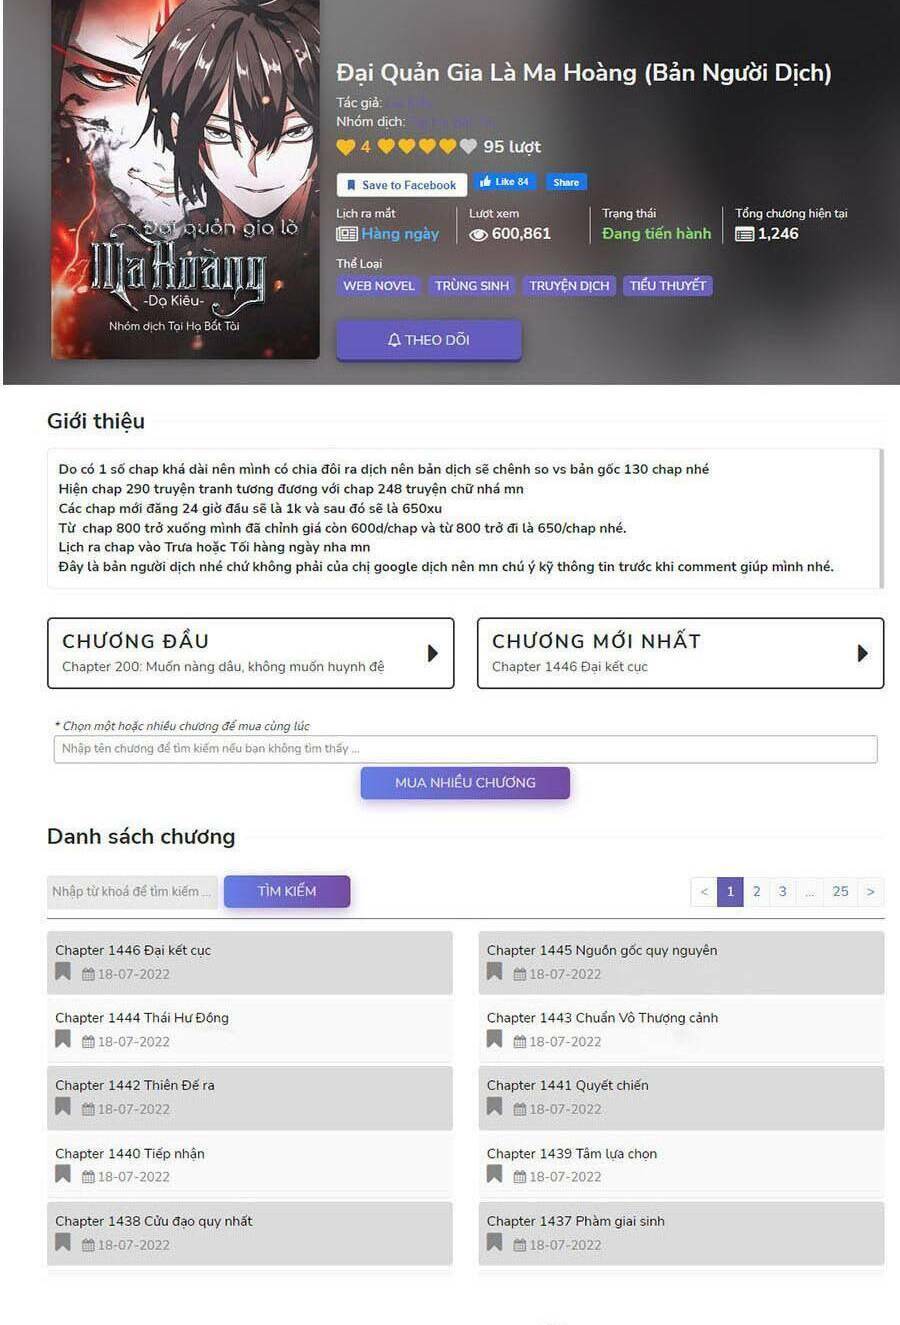 Đại quản gia là
Ma Hoàng
-Dạ Kiêu-
Nhóm dịch Tại Hạ Bất Tài
Đại Quản Gia Là Ma Hoàng (Bản Người Dịch)
Tác giả:
Nhóm dịch:
4 95 lượt
Save to Facebook Like 84 Share
Lịch ra mắt Lượt xem Trạng thái Tổng chương hiện tại
Hàng ngày 600,861 Đang tiến hành 1,246
Thể Loại
WEB NOVEL TRÙNG SINH TRUYỆN DỊCH TIỂU THUYẾT
THEO DÕI
Giới thiệu
Do có 1 số chap khá dài nên mình có chia đôi ra dịch nên bản dịch sẽ chênh so vs bản gốc 130 chap nhé
Hiện chap 290 truyện tranh tương đương với chap 248 truyện chữ nhá mn
Các chap mới đăng 24 giờ đầu sẽ là 1k và sau đó sẽ là 650xu
Từ chap 800 trở xuống mình đã chỉnh giá còn 600d/chap và từ 800 trở đi là 650/chap nhé.
Lịch ra chap vào Trưa hoặc Tối hàng ngày nha mn
Đây là bản người dịch nhé chứ không phải của chị google dịch nên mn chú ý kỹ thông tin trước khi comment giúp mình nhé.
CHƯƠNG ĐẦU
Chapter 200: Muốn nàng dâu, không muốn huynh đệ
CHƯƠNG MỚI NHẤT
Chapter 1446 Đại kết cục
* Chọn một hoặc nhiều chương để mua cùng lúc
Nhập tên chương để tìm kiếm nếu bạn không tìm thấy ...
MUA NHIỀU CHƯƠNG
Danh sách chương
Nhập từ khoá để tìm kiếm ... TÌM KIẾM < 1 2 3 ... 25 >
Chapter 1446 Đại kết cục
18-07-2022
Chapter 1445 Nguồn gốc quy nguyên
18-07-2022
Chapter 1444 Thái Hư Đồng
18-07-2022
Chapter 1443 Chuẩn Vô Thượng cảnh
18-07-2022
Chapter 1442 Thiên Đế ra
18-07-2022
Chapter 1441 Quyết chiến
18-07-2022
Chapter 1440 Tiếp nhận
18-07-2022
Chapter 1439 Tâm lựa chọn
18-07-2022
Chapter 1438 Cửu đạo quy nhất
18-07-2022
Chapter 1437 Phàm giai sinh
18-07-2022